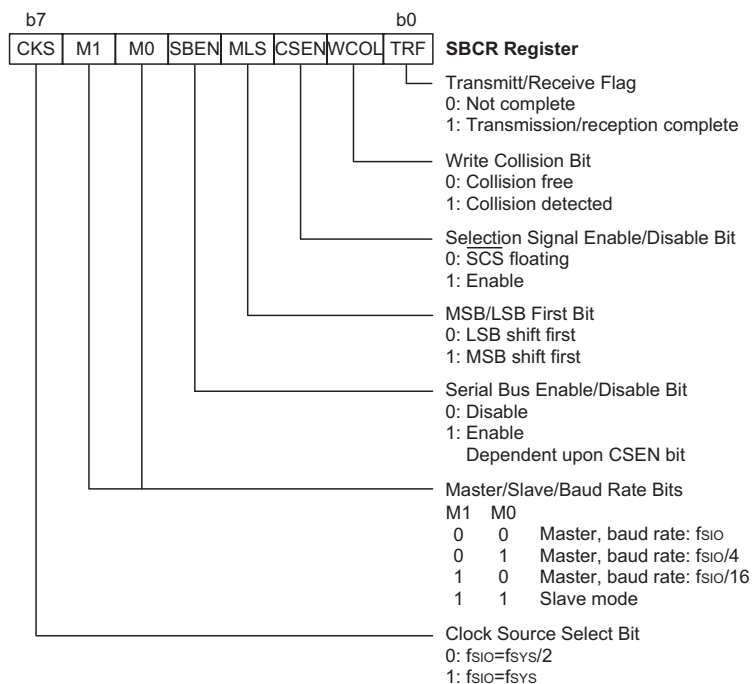 b7 b0
CKS M1 M0 SBEN MLS CSEN WCOL TRF SBCR Register
Transmitt/Receive Flag
0: Not complete
1: Transmission/reception complete
Write Collision Bit
0: Collision free
1: Collision detected
Selection Signal Enable/Disable Bit
0: SCS floating
1: Enable
MSB/LSB First Bit
0: LSB shift first
1: MSB shift first
Serial Bus Enable/Disable Bit
0: Disable
1: Enable
Dependent upon CSEN bit
Master/Slave/Baud Rate Bits
M1 M0
0 0 Master, baud rate: fSIO
0 1 Master, baud rate: fSIO/4
1 0 Master, baud rate: fSIO/16
1 1 Slave mode
Clock Source Select Bit
0: fSIO=fSYS/2
1: fSIO=fSYS